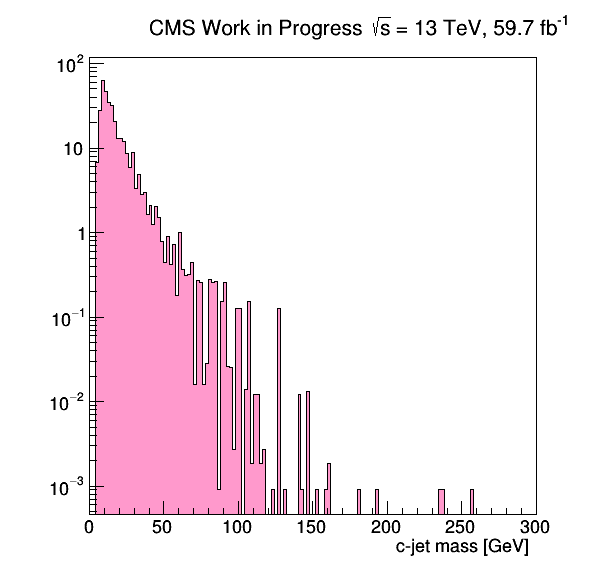 CMS Work in Progress √s = 13 TeV, 59.7 fb⁻¹
10²
10
1
10⁻¹
10⁻²
10⁻³
0 50 100 150 200 250 300
c-jet mass [GeV]